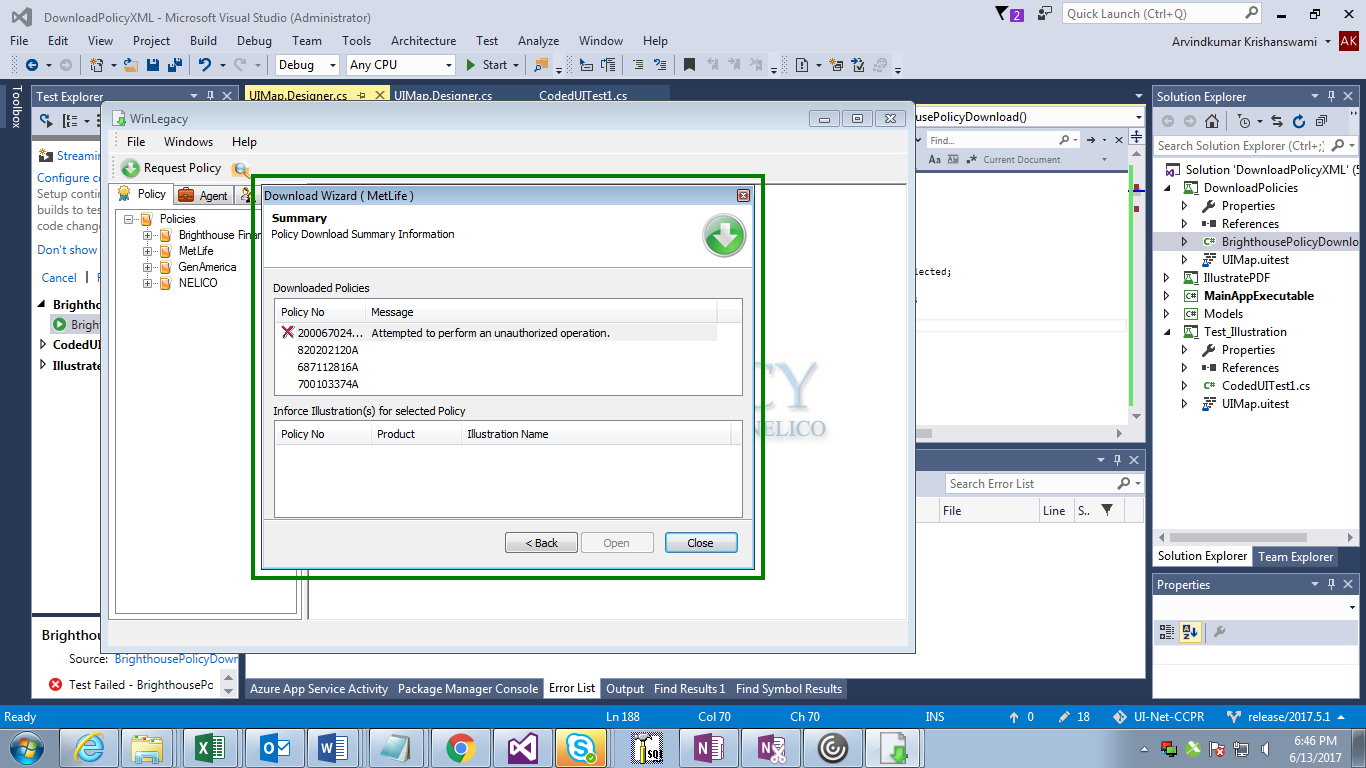 DownloadPolicyXML - Microsoft Visual Studio (Administrator)
2
Quick Launch (Ctrl+Q)
File Edit View Project Build Debug Team Tools Architecture Test Analyze Window Help
Arvindkumar Krishanswami AK
Debug Any CPU Start
Toolbox
Test Explorer
UIMap.Designer.cs UIMap.Designer.cs CodedUITest1.cs
Solution Explorer
WinLegacy
usePolicyDownload()
File Windows Help
Find...
Search Solution Explorer (Ctrl+;)
Aa Current Document
Streamin
Request Policy
Solution 'DownloadPolicyXML' (5
Configure c
Setup contin
builds to tes
code change
Policy Agent
DownloadPolicies
Properties
References
BrighthousePolicyDownlo
UIMap.uitest
IllustratePDF
MainAppExecutable
Models
Test_Illustration
Properties
References
CodedUITest1.cs
UIMap.uitest
Don't show
Cancel
Brightho
Brigh
CodedUI
Illustrate
Policies
Brighthouse Finar
MetLife
GenAmerica
NELICO
Download Wizard ( MetLife )
Summary
Policy Download Summary Information
lected;
Downloaded Policies
Policy No Message
200067024... Attempted to perform an unauthorized operation.
820202120A
687112816A
700103374A
CY
NELICO
Inforce Illustration(s) for selected Policy
Policy No Product Illustration Name
< Back Open Close
Search Error List
File Line S..
Solution Explorer Team Explorer
Properties
Brighthou
Source: BrighthousePolicyDown
Test Failed - BrighthousePo
Azure App Service Activity Package Manager Console Error List Output Find Results 1 Find Symbol Results
Ready Ln 188 Col 70 Ch 70 INS 0 18 UI-Net-CCPR release/2017.5.1
6:46 PM
6/13/2017